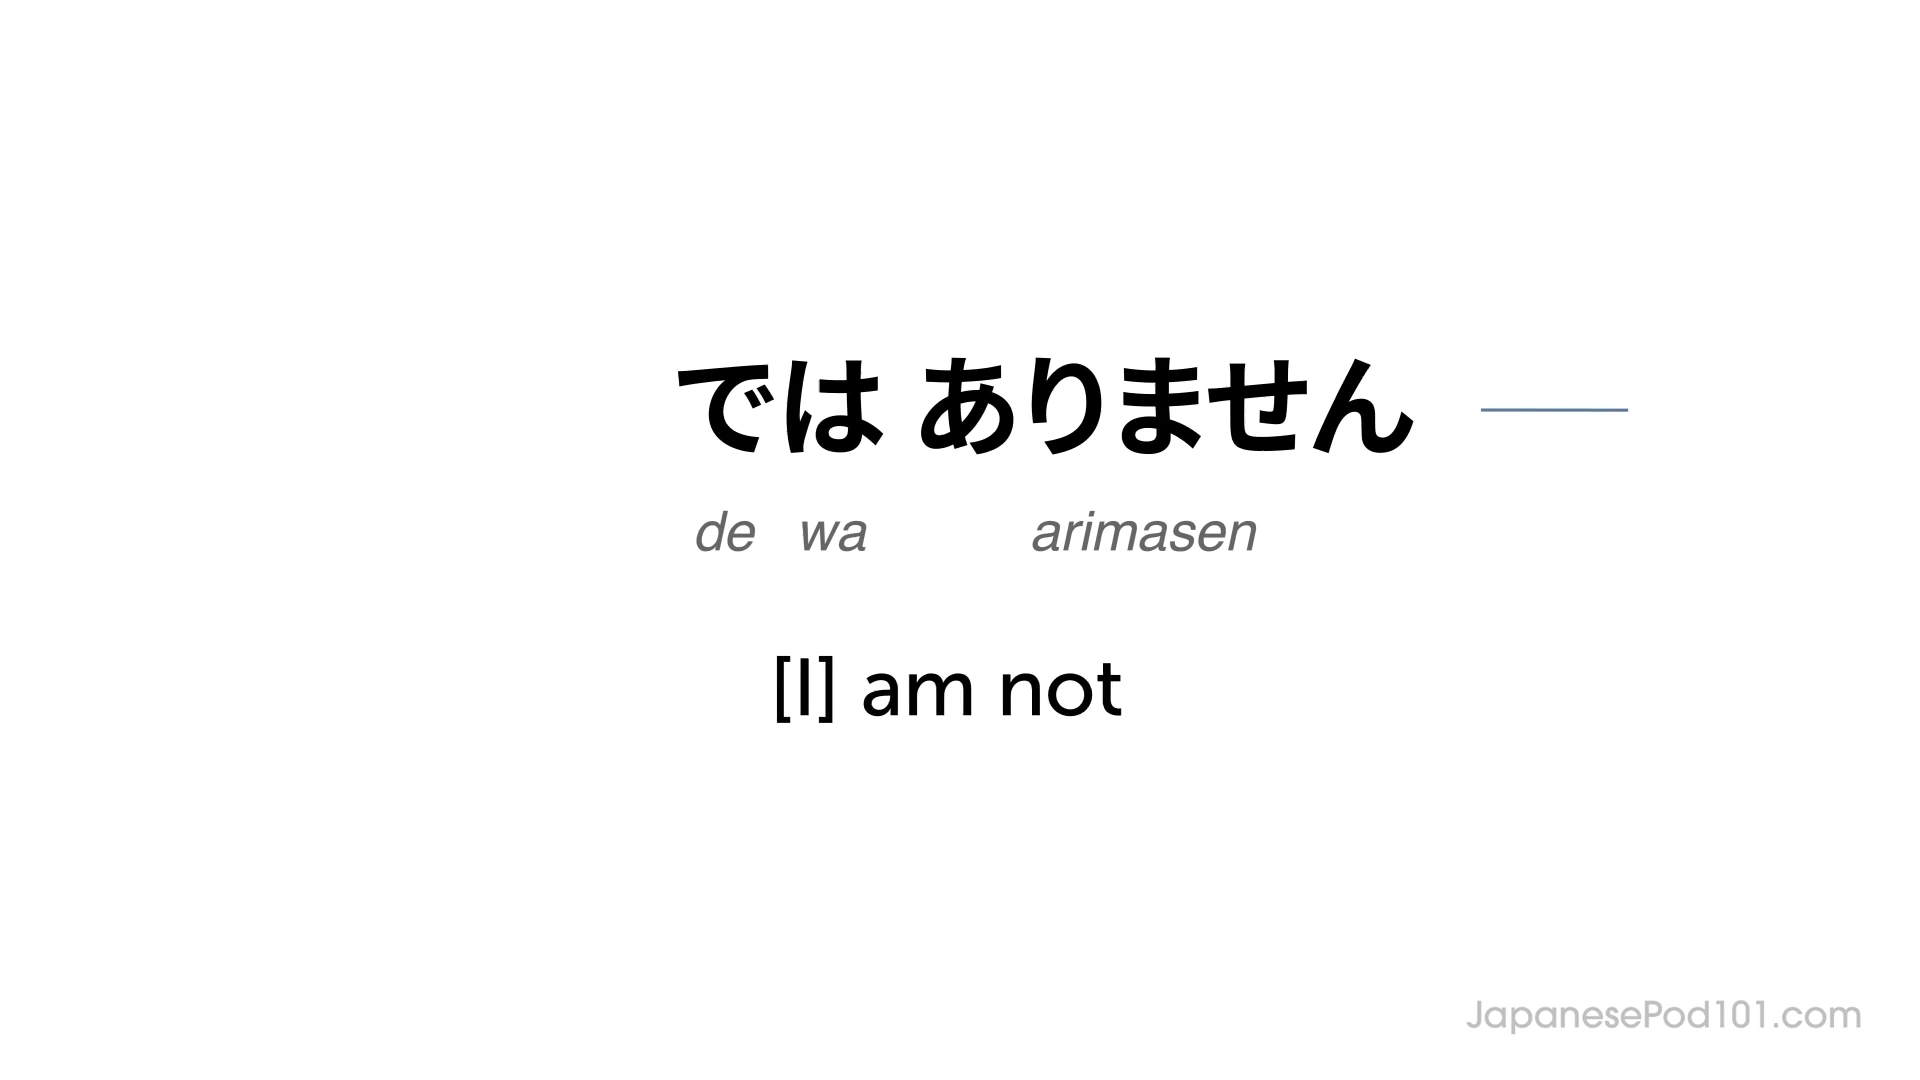 では ありません
de wa arimasen
[I] am not
JapanesePod101.com